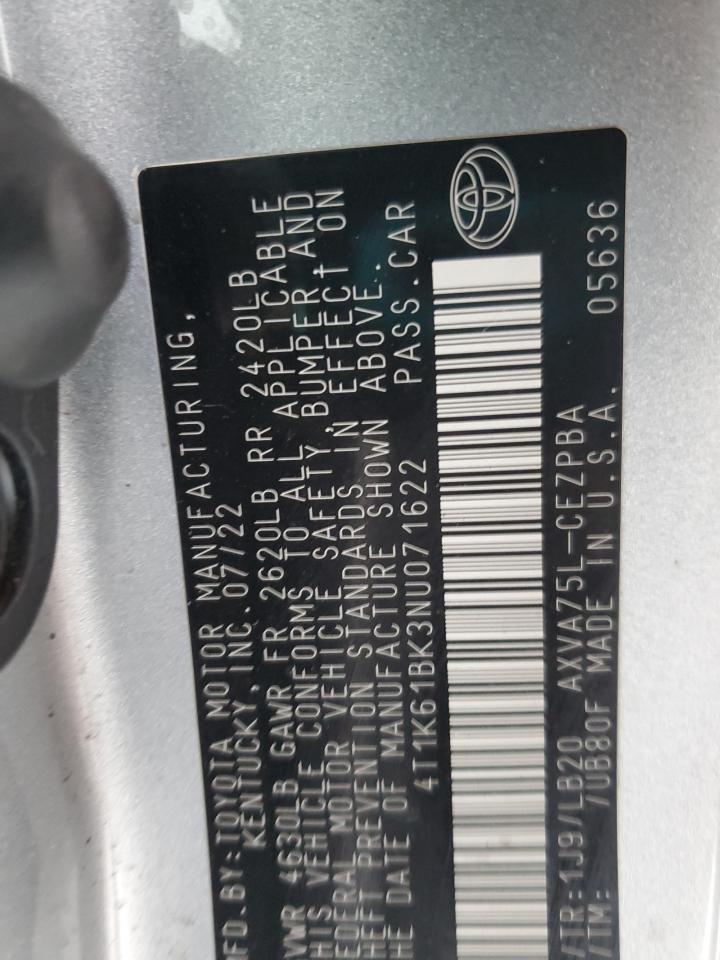 MFD.BY:TOYOTA MOTOR MANUFACTURING,
KENTUCKY, INC.07/22
GVWR 4630LB GAWR FR 2620LB RR 2420LB
THIS VEHICLE CONFORMS TO ALL APPLICABLE
FEDERAL MOTOR VEHICLE SAFETY, BUMPER, AND
THEFT PREVENTION STANDARDS IN EFFECT ON
THE DATE OF MANUFACTURE SHOWN ABOVE.
4T1K61BK3NU071622 PASS.CAR
/TR:1J9/LB20 AXVA75L-CEZPBA 05636
/TM: /UB80F MADE IN U.S.A.